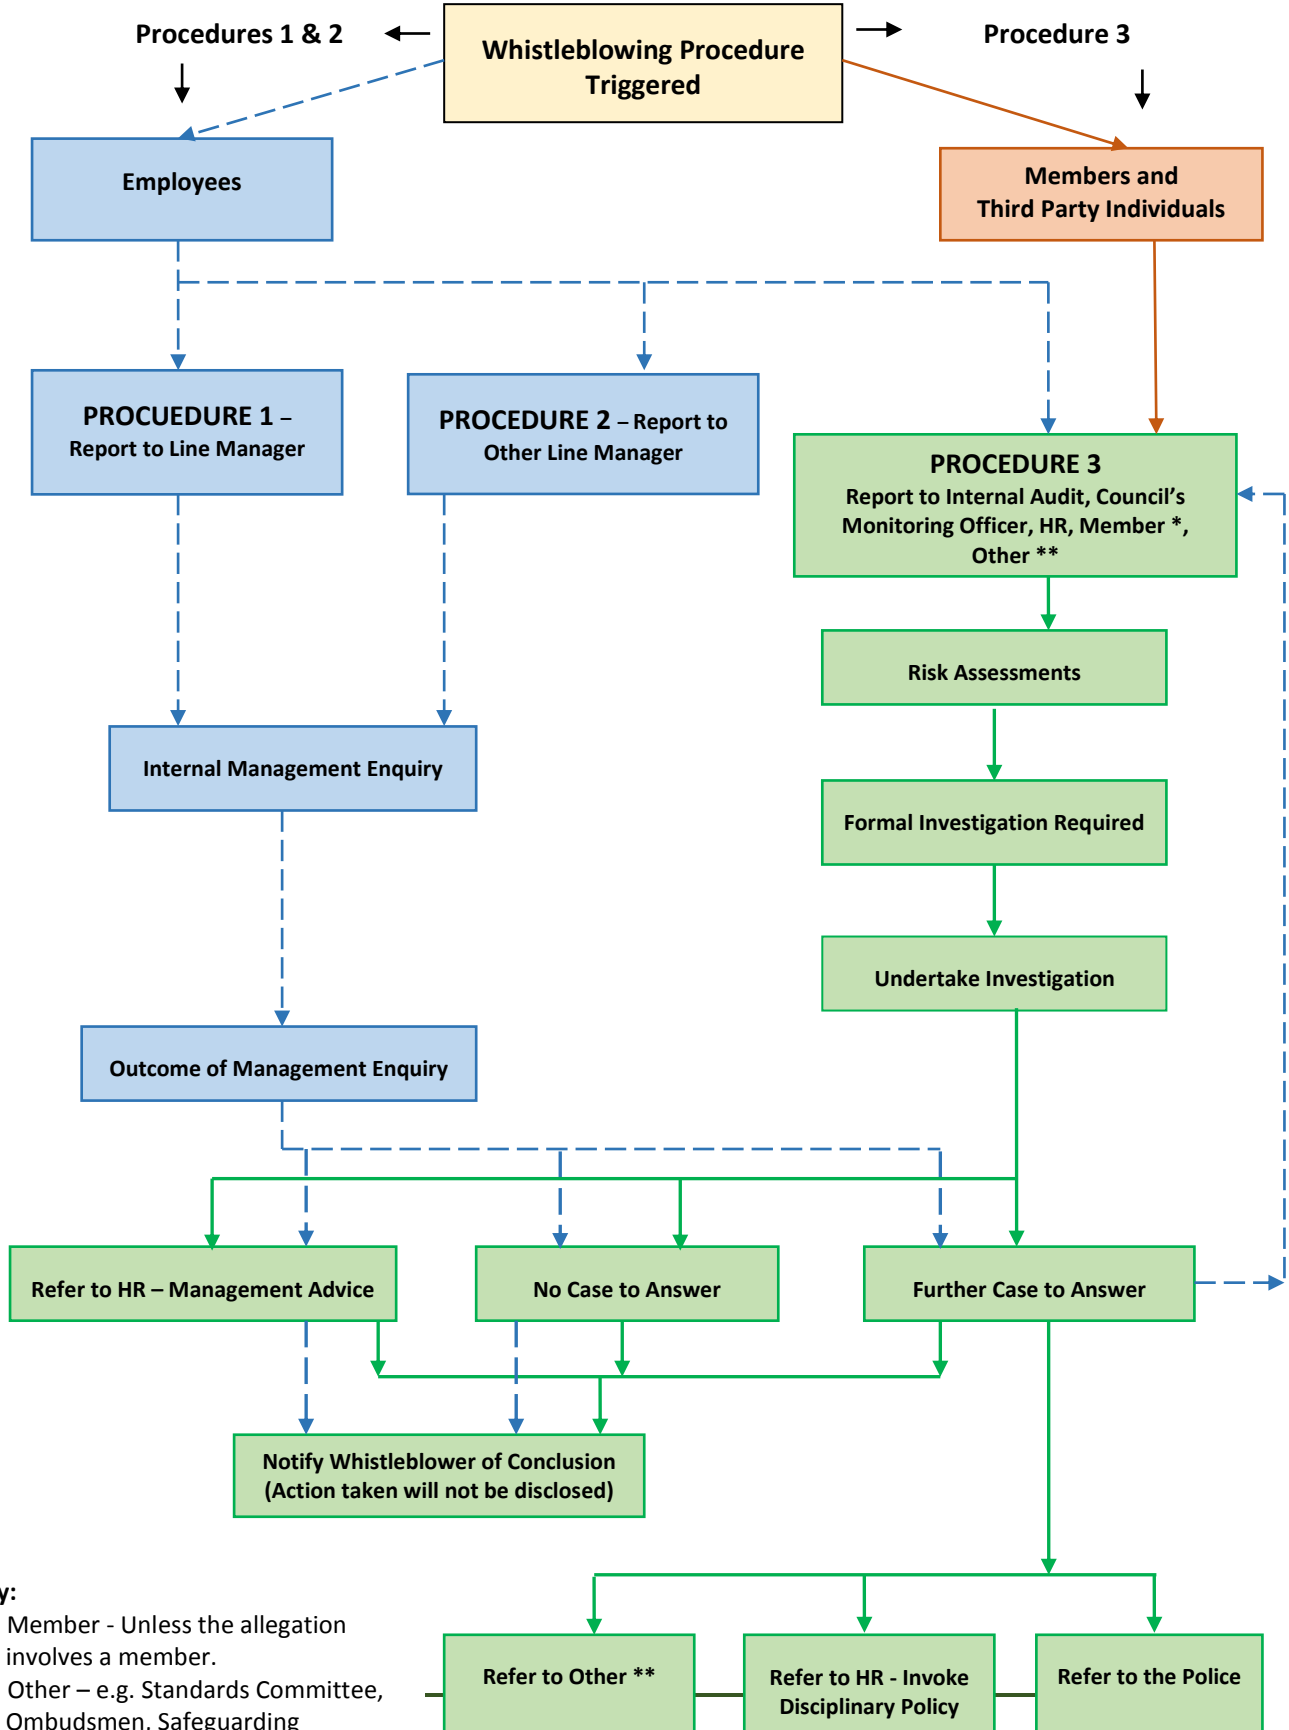 Procedures 1 & 2
Whistleblowing Procedure
Triggered
Procedure 3
Employees
Members and
Third Party Individuals
PROCUEDURE 1 –
Report to Line Manager
PROCEDURE 2 – Report to
Other Line Manager
PROCEDURE 3
Report to Internal Audit, Council's
Monitoring Officer, HR, Member *,
Other **
Risk Assessments
Internal Management Enquiry
Formal Investigation Required
Undertake Investigation
Outcome of Management Enquiry
Refer to HR – Management Advice
No Case to Answer
Further Case to Answer
Notify Whistleblower of Conclusion
(Action taken will not be disclosed)
y:
Member - Unless the allegation
involves a member.
Other – e.g. Standards Committee,
Ombudsmen, Safeguarding
Refer to Other **
Refer to HR - Invoke
Disciplinary Policy
Refer to the Police